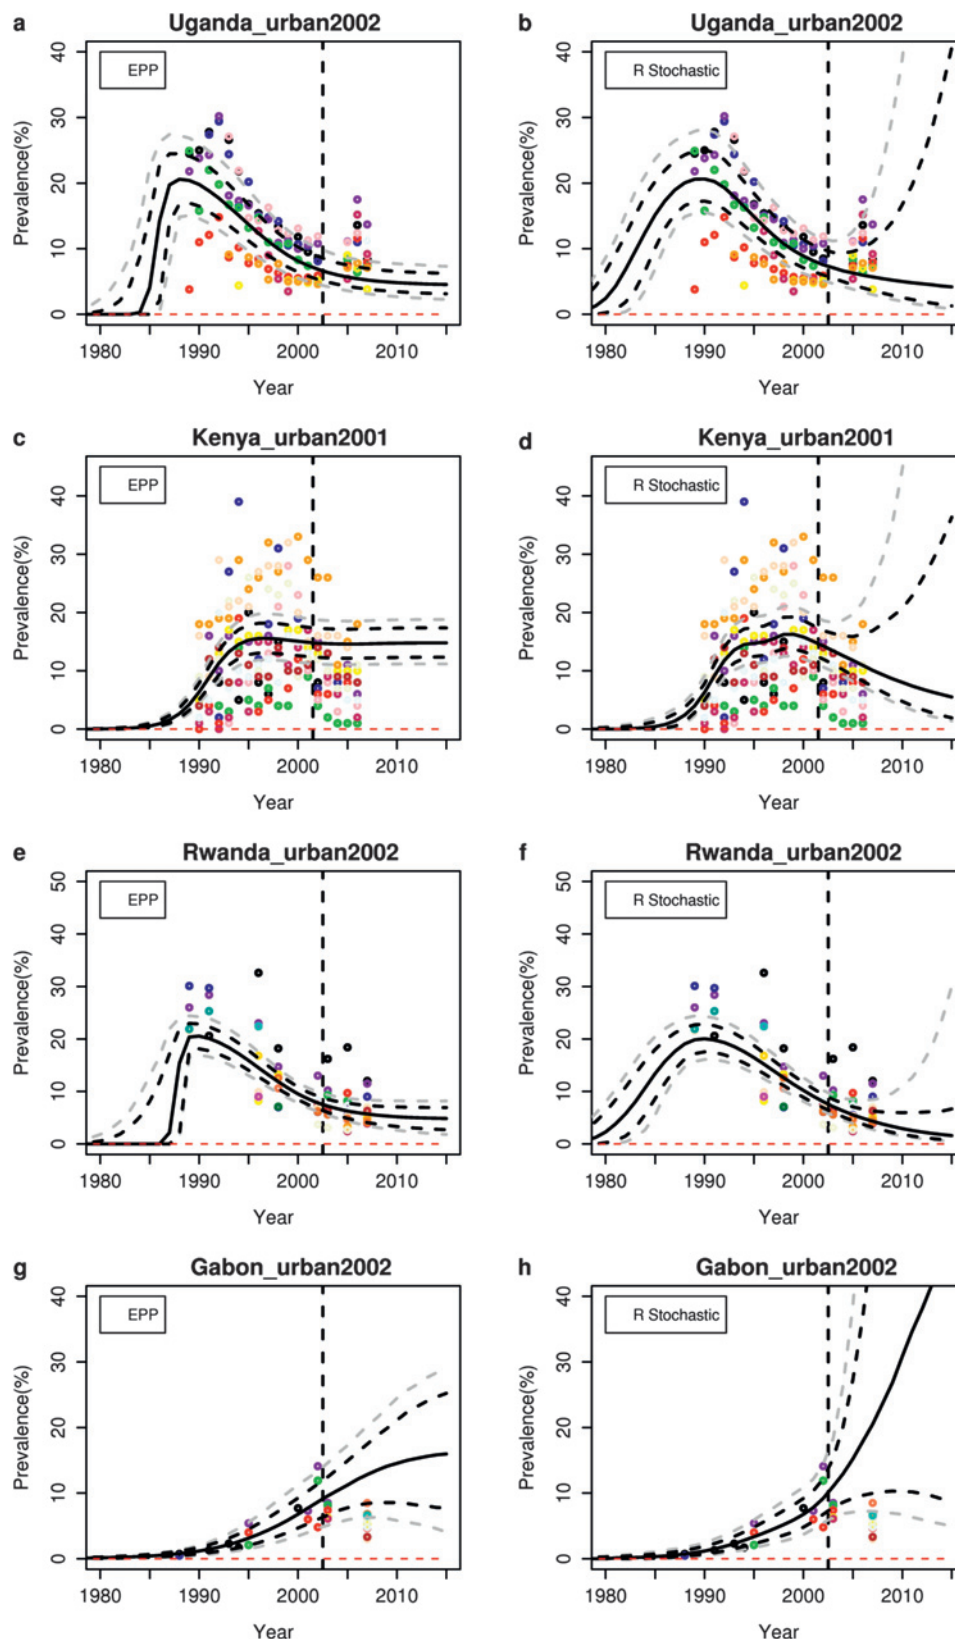 a Uganda_urban2002
EPP
Prevalence(%)
0 10 20 30 40
1980 1990 2000 2010
Year
b Uganda_urban2002
R Stochastic
Prevalence(%)
0 10 20 30 40
1980 1990 2000 2010
Year
c Kenya_urban2001
EPP
Prevalence(%)
0 10 20 30 40
1980 1990 2000 2010
Year
d Kenya_urban2001
R Stochastic
Prevalence(%)
0 10 20 30 40
1980 1990 2000 2010
Year
e Rwanda_urban2002
EPP
Prevalence(%)
0 10 20 30 40 50
1980 1990 2000 2010
Year
f Rwanda_urban2002
R Stochastic
Prevalence(%)
0 10 20 30 40 50
1980 1990 2000 2010
Year
g Gabon_urban2002
EPP
Prevalence(%)
0 10 20 30 40
1980 1990 2000 2010
Year
h Gabon_urban2002
R Stochastic
Prevalence(%)
0 10 20 30 40
1980 1990 2000 2010
Year